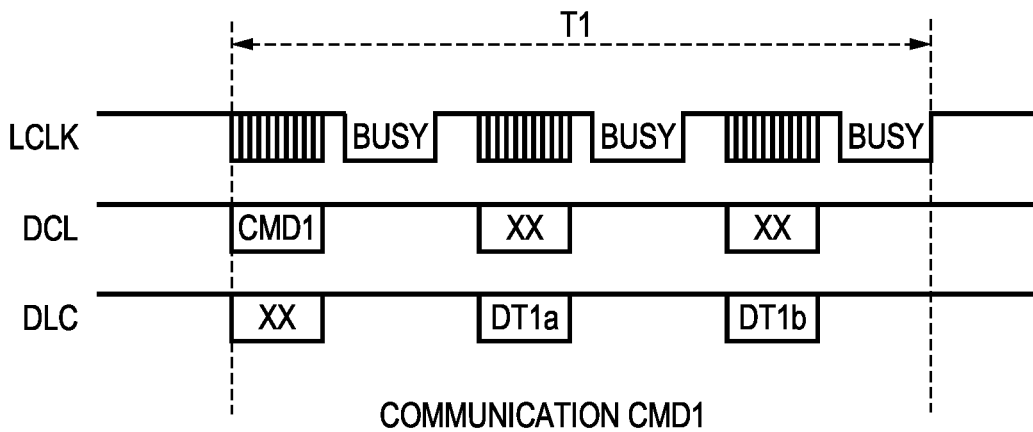 T1
LCLK BUSY BUSY BUSY
DCL CMD1 XX XX
DLC XX DT1a DT1b
COMMUNICATION CMD1